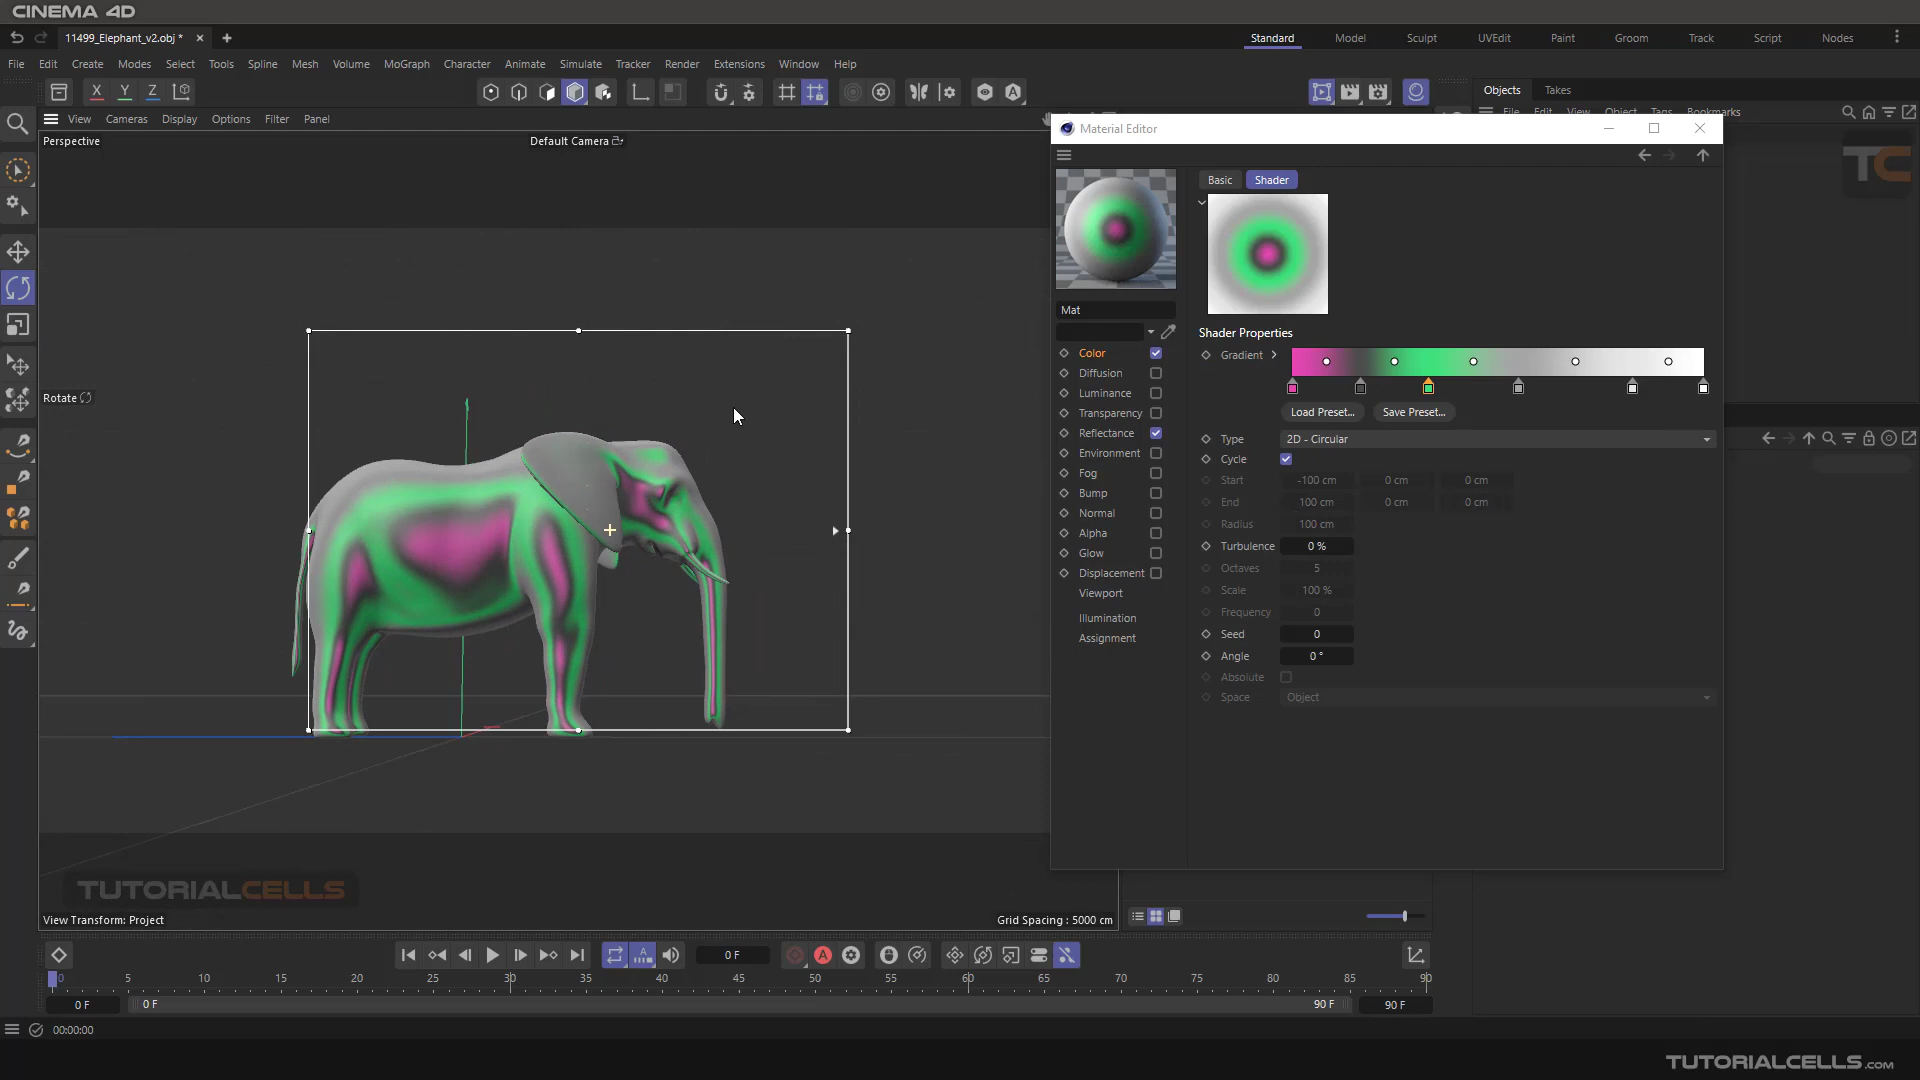 CINEMA 4D
11499_Elephant_v2.obj *
Standard Model Sculpt UVEdit Paint Groom Track Script Nodes
File Edit Create Modes Select Tools Spline Mesh Volume MoGraph Character Animate Simulate Tracker Render Extensions Window Help
X Y Z
Objects Takes
View Cameras Display Options Filter Panel
File Edit View Object Tags Bookmarks
Perspective
Default Camera
Material Editor
TC
Basic Shader
Mat
Shader Properties
Color
Gradient
Diffusion
Luminance
Rotate
Transparency
Load Preset... Save Preset...
Reflectance
Type 2D - Circular
Environment
Cycle
Fog
Start -100 cm 0 cm 0 cm
Bump
End 100 cm 0 cm 0 cm
Normal
Radius 100 cm
Alpha
Turbulence 0 %
Glow
Octaves 5
Displacement
Scale 100 %
Viewport
Frequency 0
Illumination
Seed 0
Assignment
Angle 0 °
Absolute
Space Object
TUTORIALCELLS
View Transform: Project
Grid Spacing : 5000 cm
0 F
0 5 10 15 20 25 30 35 40 45 50 55 60 65 70 75 80 85 90
0 F 0 F 90 F 90 F
00:00:00
TUTORIALCELLS.com